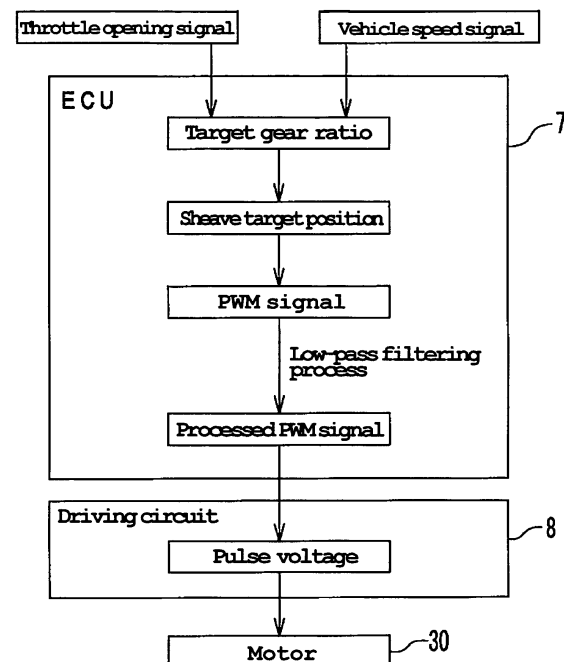 Throttle opening signal
Vehicle speed signal
ECU
7
Target gear ratio
Sheave target position
PWM signal
Low-pass filtering
process
Processed PWM signal
Driving circuit
8
Pulse voltage
Motor
30